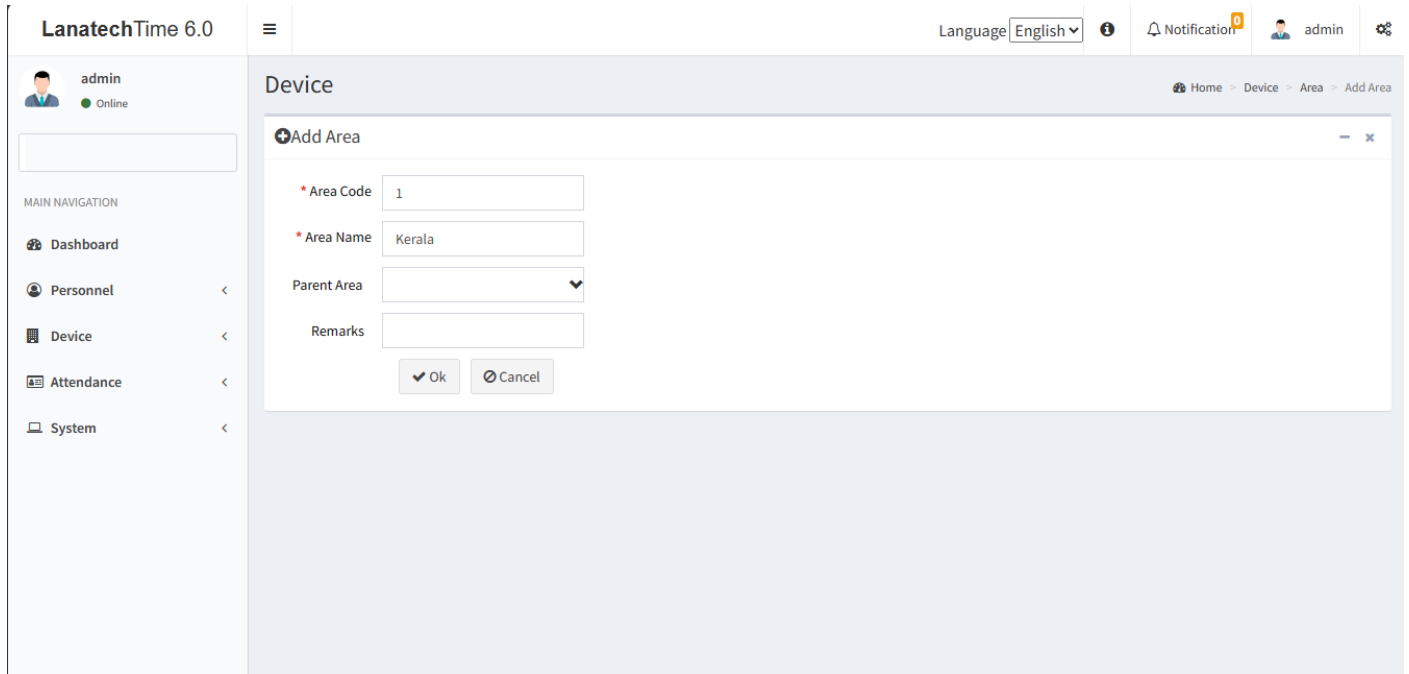 LanatechTime 6.0
Language English Notification 0 admin
admin
Online
MAIN NAVIGATION
Dashboard
Personnel
Device
Attendance
System
Device
Home > Device > Area > Add Area
Add Area
* Area Code 1
* Area Name Kerala
Parent Area
Remarks
Ok Cancel